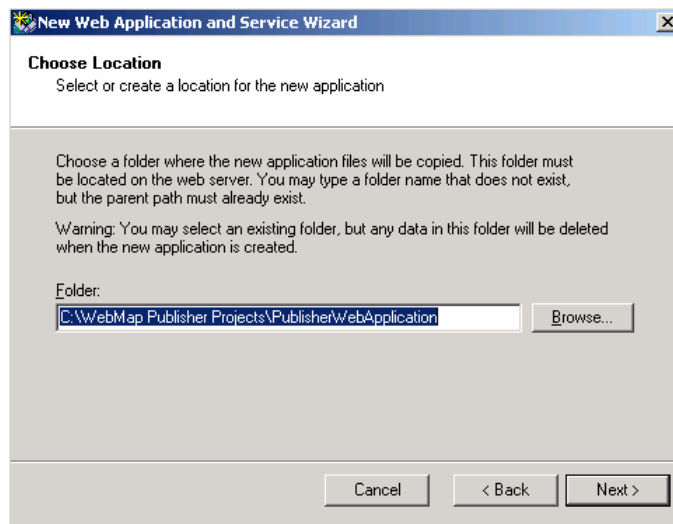 New Web Application and Service Wizard
Choose Location
Select or create a location for the new application
Choose a folder where the new application files will be copied. This folder must
be located on the web server. You may type a folder name that does not exist,
but the parent path must already exist.
Warning: You may select an existing folder, but any data in this folder will be deleted
when the new application is created.
Folder:
C:\WebMap Publisher Projects\PublisherWebApplication
Browse...
Cancel
< Back
Next >